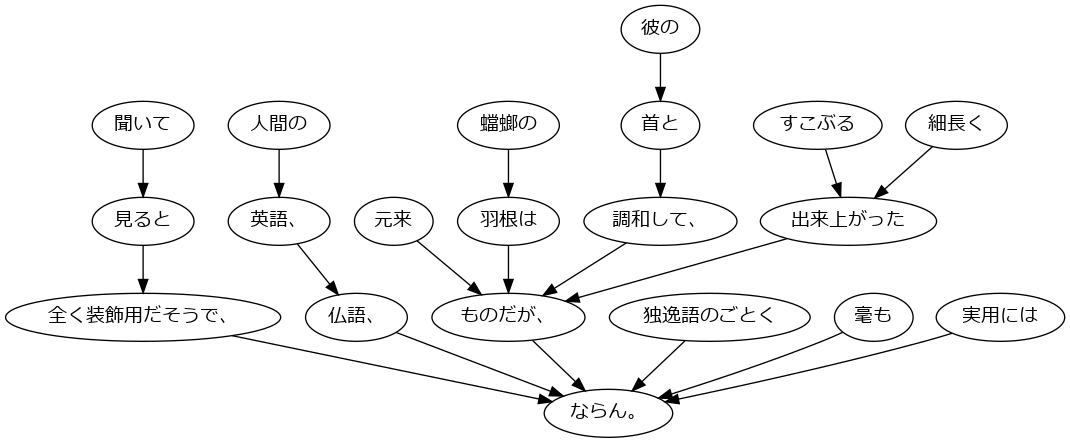 彼の
聞いて
人間の
蟷螂の
首と
すこぶる
細長く
見ると
英語、
元来
羽根は
調和して、
出来上がった
全く装飾用だそうで、
仏語、
ものだが、
独逸語のごとく
毫も
実用には
ならん。